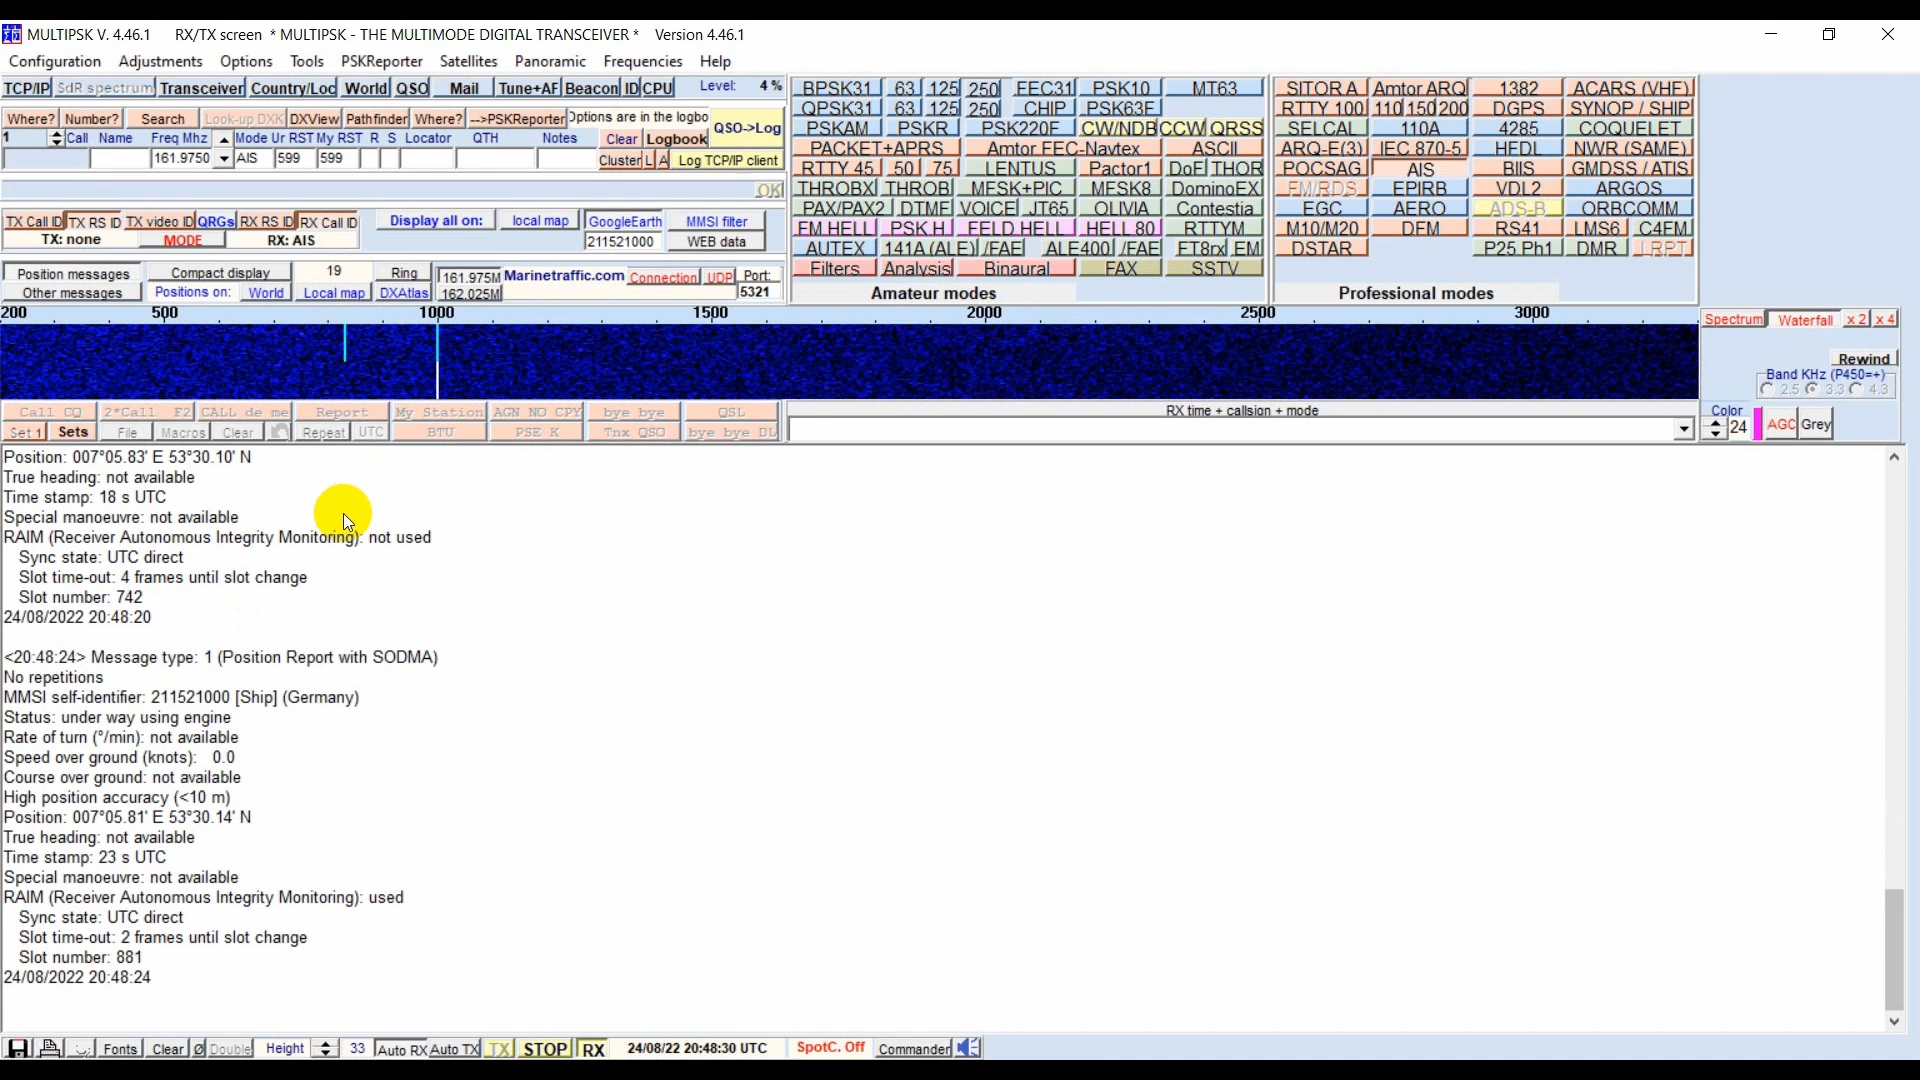 MULTIPSK V. 4.46.1 RX/TX screen * MULTIPSK - THE MULTIMODE DIGITAL TRANSCEIVER * Version 4.46.1
Configuration Adjustments Options Tools PSKReporter Satellites Panoramic Frequencies Help
TCP/IP SdR spectrum Transceiver Country/Loc World QSO Mail Tune+AF Beacon ID CPU Level: 4 %
Where? Number? Search Look-up DXK DXView Pathfinder Where? -->PSKReporter Options are in the logbo QSO->Log
1 Call Name Freq Mhz Mode Ur RST My RST R S Locator QTH Notes Clear Logbook
161.9750 AIS 599 599 Cluster L A Log TCP/IP client
OK
TX Call ID TX RS ID TX video ID QRGs RX RS ID RX Call ID Display all on: local map GoogleEarth MMSI filter
TX: none MODE RX: AIS 211521000 WEB data
Position messages Compact display 19 Ring 161.975M Marinetraffic.com Connection UDP Port:
Other messages Positions on: World Local map DXAtlas 162.025M 5321
BPSK31 63 125 250 FEC31 PSK10 MT63
QPSK31 63 125 250 CHIP PSK63F
PSKAM PSKR PSK220F CW/NDB CCW QRSS
PACKET+APRS Amtor FEC-Navtex ASCII
RTTY 45 50 75 LENTUS Pactor1 DoF THOR
THROBX THROB MFSK+PIC MFSK8 DominoEX
PAX/PAX2 DTMF VOICE JT65 OLIVIA Contestia
FM HELL PSK H FELD HELL HELL 80 RTTYM
AUTEX 141A (ALE) /FAE ALE400 /FAE FT8rx EM
Filters Analysis Binaural FAX SSTV
Amateur modes
SITOR A Amtor ARQ 1382 ACARS (VHF)
RTTY 100 110 150 200 DGPS SYNOP / SHIP
SELCAL 110A 4285 COQUELET
ARQ-E(3) IEC 870-5 HFDL NWR (SAME)
POCSAG AIS BIIS GMDSS / ATIS
FM/RDS EPIRB VDL2 ARGOS
EGC AERO ADS-B ORBCOMM
M10/M20 DFM RS41 LMS6 C4FM
DSTAR P25 Ph1 DMR LRPT
Professional modes
200 500 1000 1500 2000 2500 3000
Spectrum Waterfall x 2 x 4
Rewind
Band KHz (P450=+)
2.5 3.3 4.3
Call CQ 2*Call F2 CALL de me Report My Station AGN NO CPY bye bye QSL
Set 1 Sets File Macros Clear Repeat UTC BTU PSE K Tnx QSO bye bye DL
RX time + callsign + mode
Color
24 AGC Grey
Position: 007°05.83' E 53°30.10' N
True heading: not available
Time stamp: 18 s UTC
Special manoeuvre: not available
RAIM (Receiver Autonomous Integrity Monitoring): not used
Sync state: UTC direct
Slot time-out: 4 frames until slot change
Slot number: 742
24/08/2022 20:48:20
<20:48:24> Message type: 1 (Position Report with SODMA)
No repetitions
MMSI self-identifier: 211521000 [Ship] (Germany)
Status: under way using engine
Rate of turn (°/min): not available
Speed over ground (knots): 0.0
Course over ground: not available
High position accuracy (<10 m)
Position: 007°05.81' E 53°30.14' N
True heading: not available
Time stamp: 23 s UTC
Special manoeuvre: not available
RAIM (Receiver Autonomous Integrity Monitoring): used
Sync state: UTC direct
Slot time-out: 2 frames until slot change
Slot number: 881
24/08/2022 20:48:24
Fonts Clear Ø Double Height 33 Auto RX Auto TX TX STOP RX 24/08/22 20:48:30 UTC SpotC. Off Commander